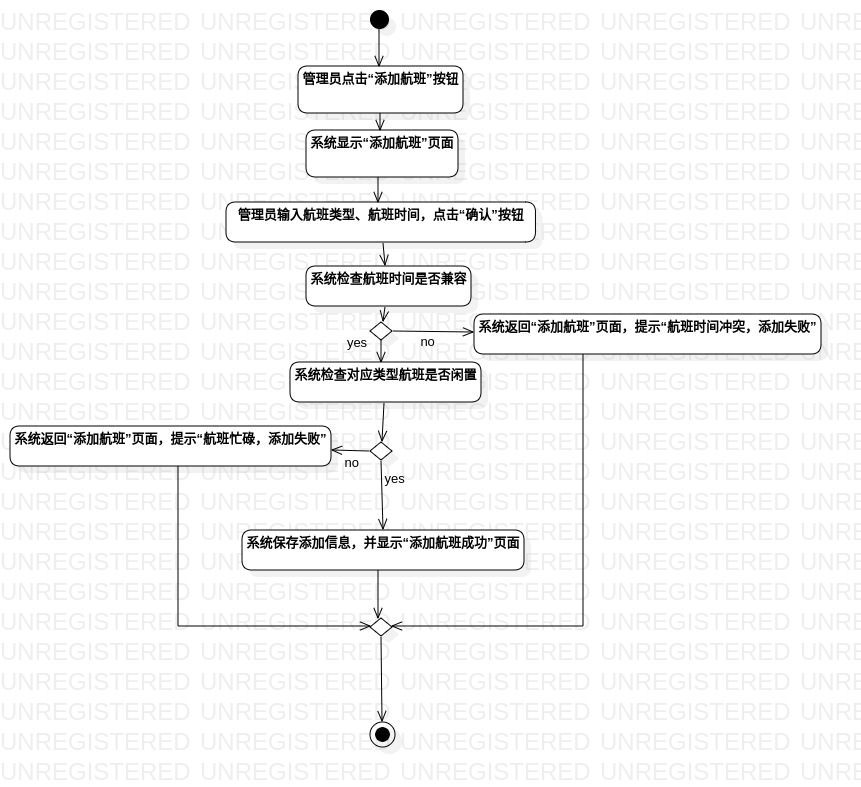 管理员点击“添加航班”按钮
系统显示“添加航班”页面
管理员输入航班类型、航班时间，点击“确认”按钮
系统检查航班时间是否兼容
yes
no
系统返回“添加航班”页面，提示“航班时间冲突，添加失败”
系统检查对应类型航班是否闲置
系统返回“添加航班”页面，提示“航班忙碌，添加失败”
no
yes
系统保存添加信息，并显示“添加航班成功”页面
UNREGISTERED